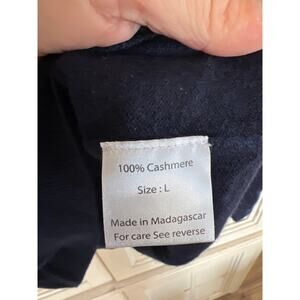 100% Cashmere
Size : L
Made in Madagascar
For care See reverse